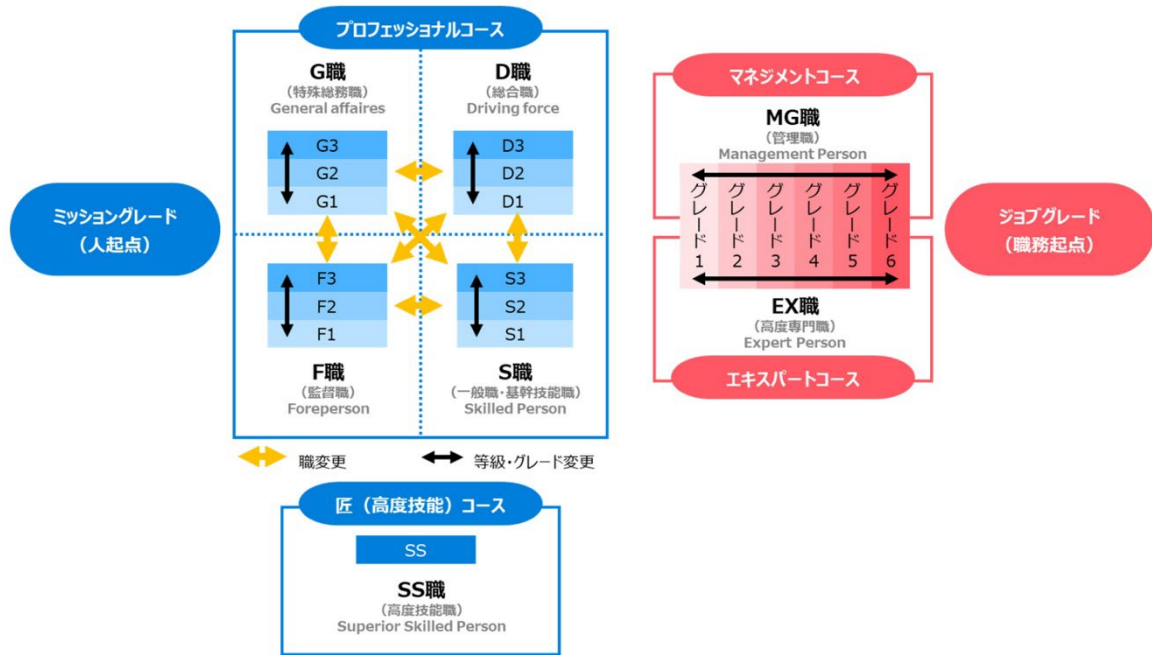 プロフェッショナルコース
G職
（特殊総務職）
General affaires
G3
G2
G1
D職
（総合職）
Driving force
D3
D2
D1
F3
F2
F1
F職
（監督職）
Foreperson
S3
S2
S1
S職
（一般職・基幹技能職）
Skilled Person
ミッショングレード
（人起点）
職変更
等級・グレード変更
匠（高度技能）コース
SS
SS職
（高度技能職）
Superior Skilled Person
マネジメントコース
MG職
（管理職）
Management Person
グレード1
グレード2
グレード3
グレード4
グレード5
グレード6
EX職
（高度専門職）
Expert Person
エキスパートコース
ジョブグレード
（職務起点）